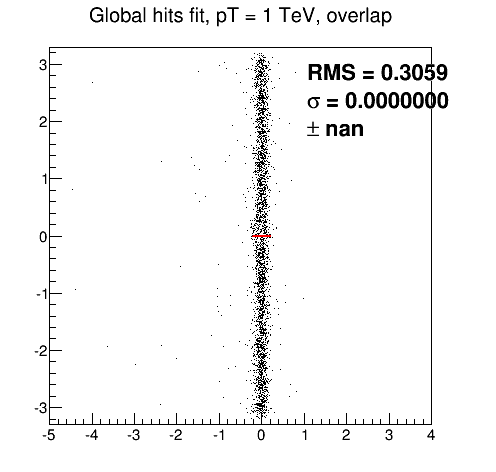 Global hits fit, pT = 1 TeV, overlap
RMS = 0.3059
σ = 0.0000000
± nan
3
2
1
0
-1
-2
-3
-5 -4 -3 -2 -1 0 1 2 3 4